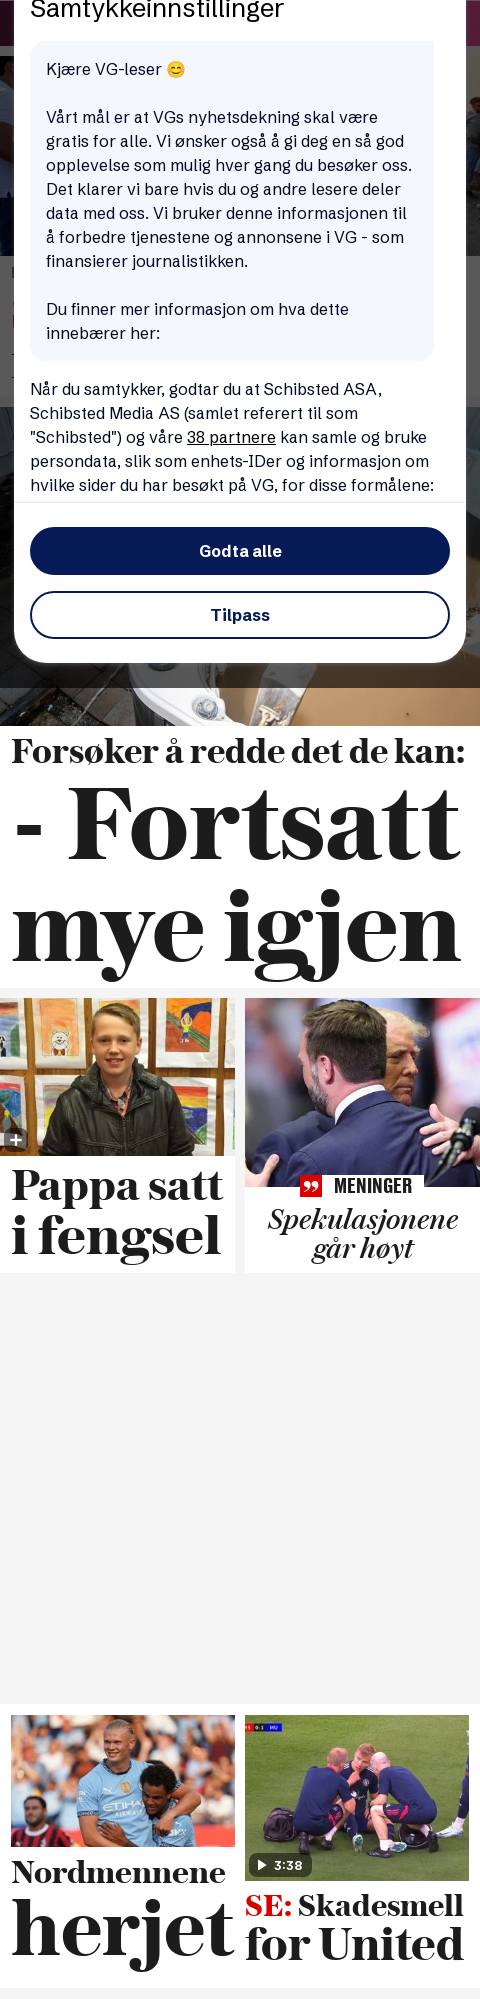 Samtykkeinnstillinger
Kjære VG-leser 😊
Vårt mål er at VGs nyhetsdekning skal være
gratis for alle. Vi ønsker også å gi deg en så god
opplevelse som mulig hver gang du besøker oss.
Det klarer vi bare hvis du og andre lesere deler
data med oss. Vi bruker denne informasjonen til
å forbedre tjenestene og annonsene i VG - som
finansierer journalistikken.
Du finner mer informasjon om hva dette
innebærer her:
Når du samtykker, godtar du at Schibsted ASA,
Schibsted Media AS (samlet referert til som
"Schibsted") og våre 38 partnere kan samle og bruke
persondata, slik som enhets-IDer og informasjon om
hvilke sider du har besøkt på VG, for disse formålene:
Godta alle
Tilpass
Forsøker å redde det de kan:
- Fortsatt
mye igjen
Pappa satt
i fengsel
MENINGER
Spekulasjonene
går høyt
ETIHAD
0:1 MU
3:38
Nordmennene
herjet
SE: Skadesmell
for United